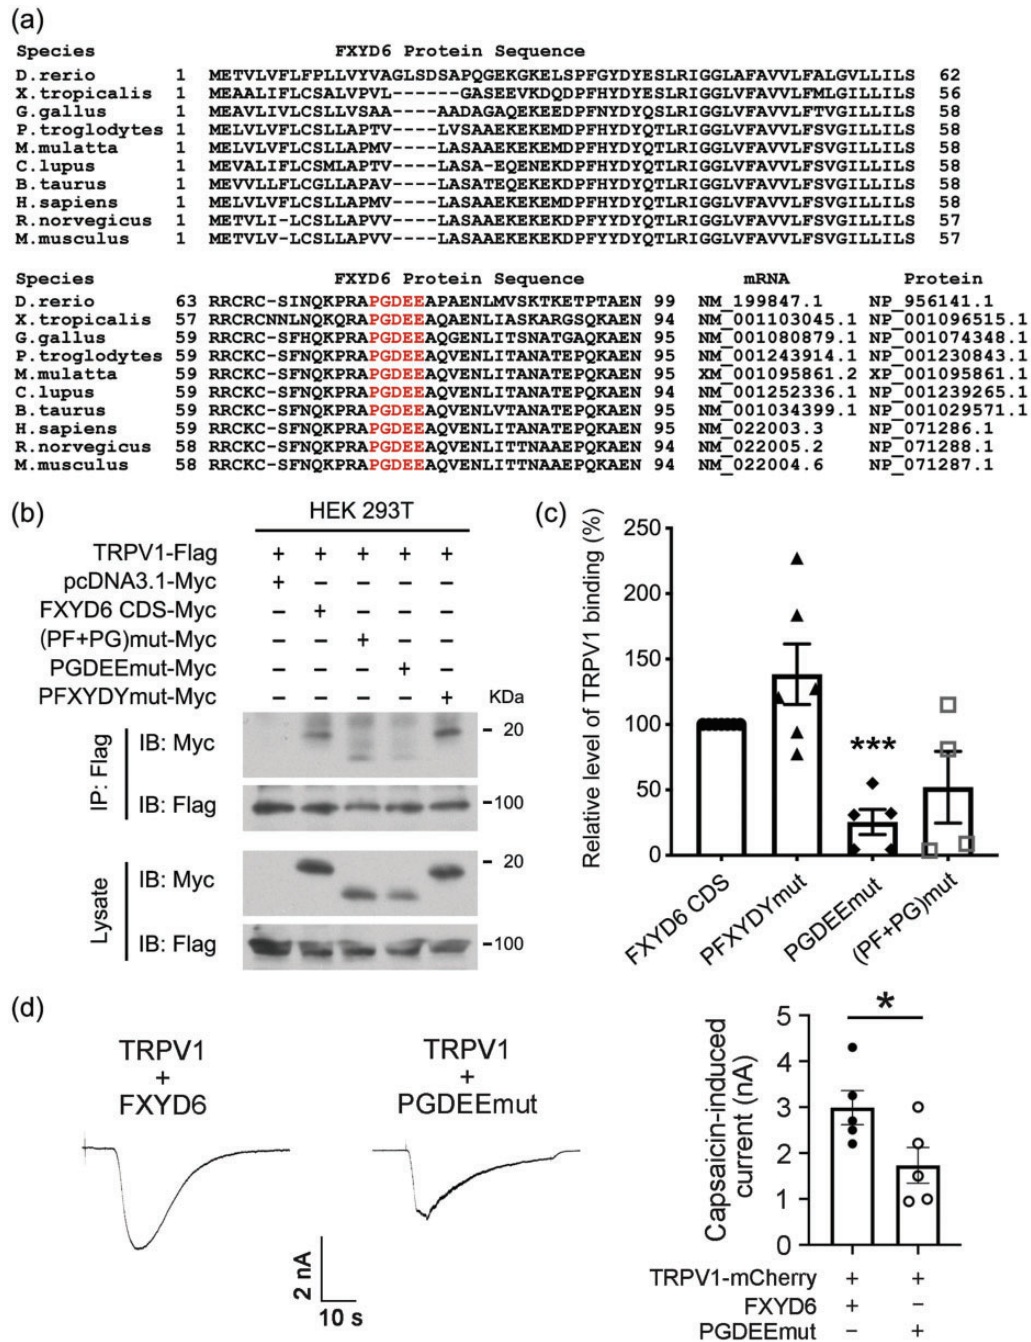 (a)
Species FXYD6 Protein Sequence
D.rerio 1 METVLVFLFPLLVYVAGLSDSAPQGEKGKELSPFGYDYESLRIGGLAFAVVLFALGVLLILS 62
X.tropicalis 1 MEAALIFLCSALVPVL------GASEEVKDQDPFHYDYESLRIGGLVFAVVLFMLGILLILS 56
G.gallus 1 MEAVLIVLCSLLVSAA----AADAGAQEKEEDPFNYDYQSLRIGGLVFAVVLFTVGILLILS 58
P.troglodytes 1 MELVLVFLCSLLAPTV----LVSAAEKEKEMDPFHYDYQTLRIGGLVFAVVLFSVGILLILS 58
M.mulatta 1 MELVLIFLCSLLAPMV----LASAAEKEKEMDPFHYDYQTLRIGGLVFAVVLFSVGILLILS 58
C.lupus 1 MEVALIFLCSMLAPTV----LASA-EQENEKDPFHYDYQTLRIGGLVFAVVLFSVGILLILS 58
B.taurus 1 MEVVLLFLCGLLAPAV----LASATEQEKEKDPFHYDYQTLRIGGLVFAVVLFSVGILLILS 58
H.sapiens 1 MELVLVFLCSLLAPMV----LASAAEKEKEMDPFHYDYQTLRIGGLVFAVVLFSVGILLILS 58
R.norvegicus 1 METVLI-LCSLLAPVV----LASAAEKEKEKDPFYYDYQTLRIGGLVFAVVLFSVGILLILS 57
M.musculus 1 METVLV-LCSLLAPVV----LASAAEKEKEKDPFYYDYQTLRIGGLVFAVVLFSVGILLILS 57
Species FXYD6 Protein Sequence mRNA Protein
D.rerio 63 RRCRC-SINQKPRAPGDEEAPAENLMVSKTKETPTAEN 99 NM_199847.1 NP_956141.1
X.tropicalis 57 RRCRCNNLNQKQRAPGDEEAQAENLIASKARGSQKAEN 94 NM_001103045.1 NP_001096515.1
G.gallus 59 RRCKC-SFHQKPRAPGDEEAQGENLITSNATGAQKAEN 95 NM_001080879.1 NP_001074348.1
P.troglodytes 59 RRCKC-SFNQKPRAPGDEEAQVENLITANATEPQKAEN 95 NM_001243914.1 NP_001230843.1
M.mulatta 59 RRCKC-SFNQKPRAPGDEEAQVENLITANATEPQKAEN 95 XM_001095861.2 XP_001095861.1
C.lupus 59 RRCKC-SFNQKPRAPGDEEAQVENLITANATEPQKAEN 95 NM_001252336.1 NP_001239265.1
B.taurus 59 RRCKC-SFNQKPRAPGDEEAQVENLVTANATEPQKAEN 95 NM_001034399.1 NP_001029571.1
H.sapiens 59 RRCKC-SFNQKPRAPGDEEAQVENLITANATEPQKAEN 95 NM_022003.3 NP_071286.1
R.norvegicus 58 RRCKC-SFNQKPRAPGDEEAQVENLITTNAAEPQKAEN 94 NM_022005.2 NP_071288.1
M.musculus 58 RRCKC-SFNQKPRAPGDEEAQVENLITTNAAEPQKAEN 94 NM_022004.6 NP_071287.1
(b)
HEK 293T
TRPV1-Flag + + + + +
pcDNA3.1-Myc + − − − −
FXYD6 CDS-Myc − + − − −
(PF+PG)mut-Myc − − + − −
PGDEEmut-Myc − − − + −
PFXYDYmut-Myc − − − − +
KDa
IP: Flag
IB: Myc
20
IB: Flag
100
Lysate
IB: Myc
20
IB: Flag
100
(c)
Relative level of TRPV1 binding (%)
250
200
150
100
50
0
***
FXYD6 CDS
PFXYDYmut
PGDEEmut
(PF+PG)mut
(d)
TRPV1
+
FXYD6
TRPV1
+
PGDEEmut
2 nA
10 s
Capsaicin-induced
current (nA)
5
4
3
2
1
0
*
TRPV1-mCherry + +
FXYD6 + −
PGDEEmut − +